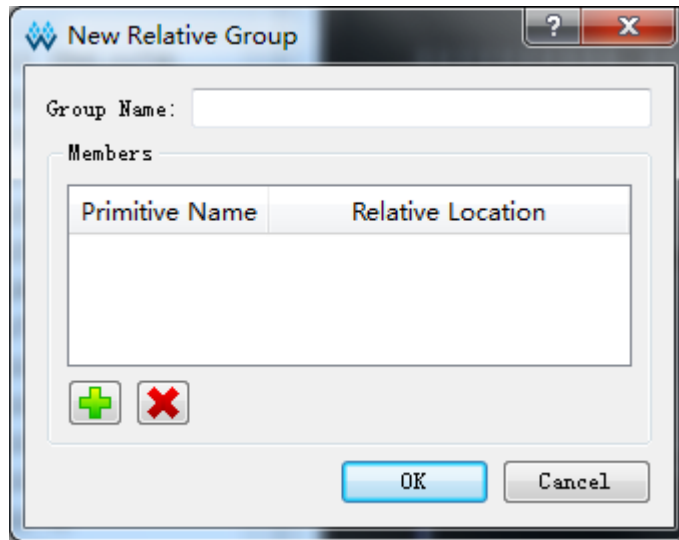 New Relative Group
?
Group Name:
Members
Primitive Name Relative Location
OK Cancel